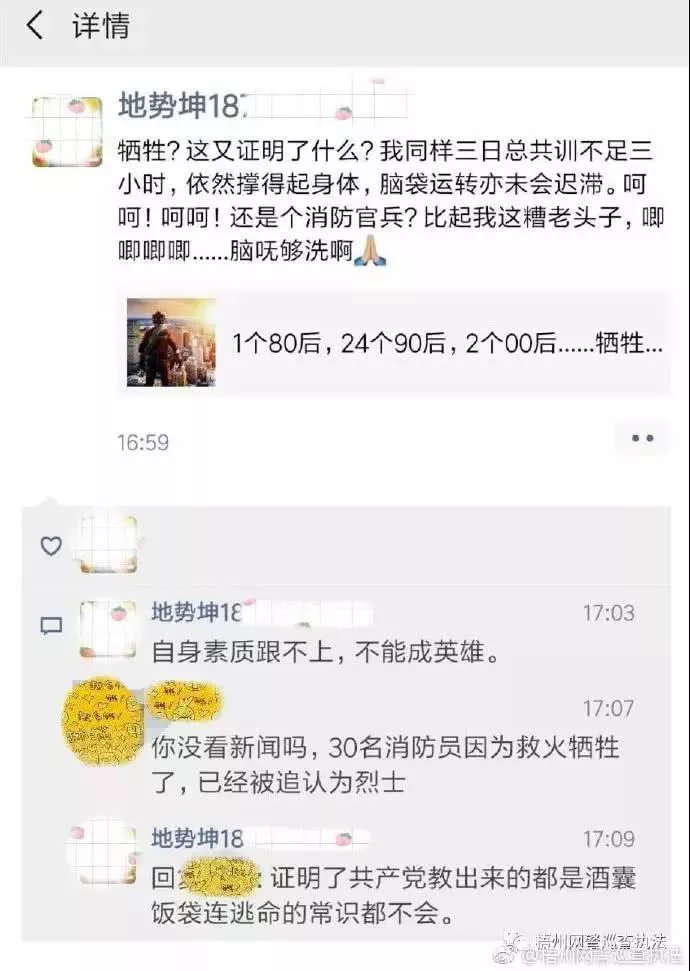 详情
地势坤187
牺牲？这又证明了什么？我同样三日总共训不足三
小时，依然撑得起身体，脑袋运转亦未会迟滞。呵
呵！呵呵！还是个消防官兵？比起我这糟老头子，唧
唧唧唧唧……脑呒够洗啊🙏
1个80后，24个90后，2个00后……牺牲...
16:59
地势坤18
17:03
自身素质跟不上，不能成英雄。
17:07
你没看新闻吗，30名消防员因为救火牺牲
了，已经被追认为烈士
地势坤18
17:09
回 : 证明了共产党教出来的都是酒囊
饭袋连逃命的常识都不会。
梧州网警巡查执法
@梧州网警巡查执法